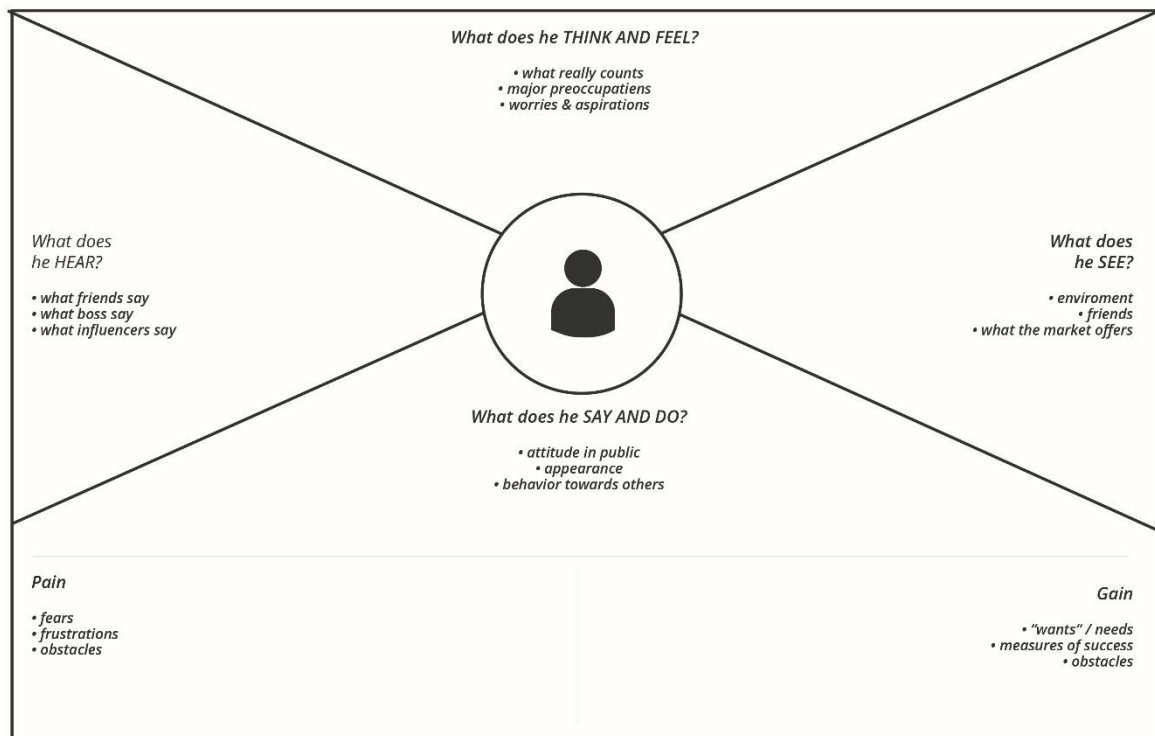 What does he THINK AND FEEL?
• what really counts
• major preoccupatiens
• worries & aspirations
What does
he HEAR?
• what friends say
• what boss say
• what influencers say
What does
he SEE?
• enviroment
• friends
• what the market offers
What does he SAY AND DO?
• attitude in public
• appearance
• behavior towards others
Pain
• fears
• frustrations
• obstacles
Gain
• “wants” / needs
• measures of success
• obstacles